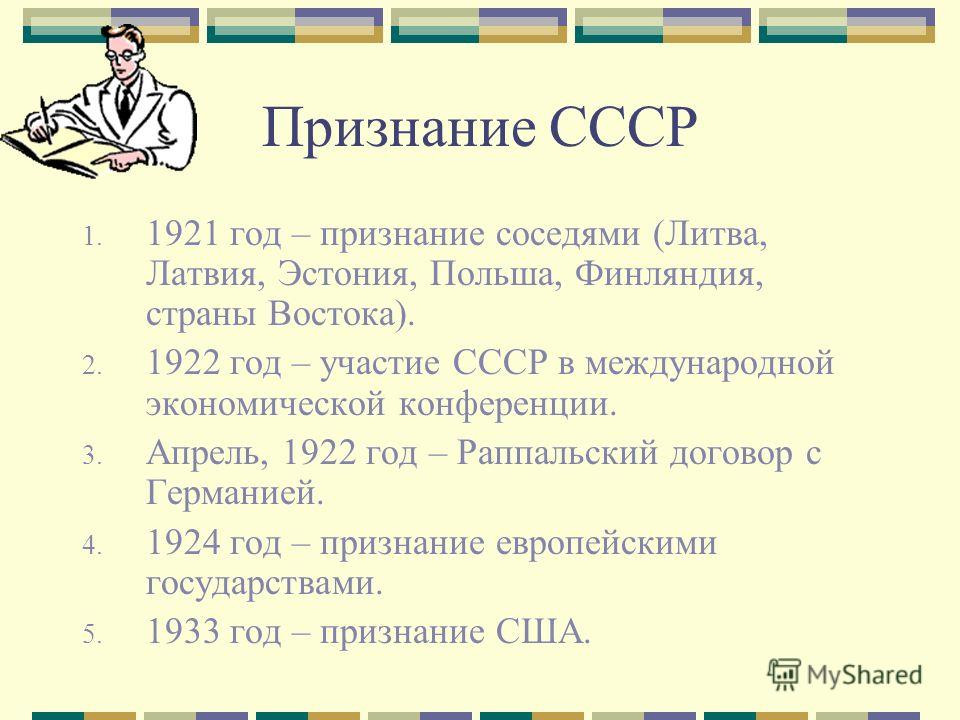 Признание СССР
1. 1921 год – признание соседями (Литва,
Латвия, Эстония, Польша, Финляндия,
страны Востока).
2. 1922 год – участие СССР в международной
экономической конференции.
3. Апрель, 1922 год – Раппальский договор с
Германией.
4. 1924 год – признание европейскими
государствами.
5. 1933 год – признание США.
MyShared